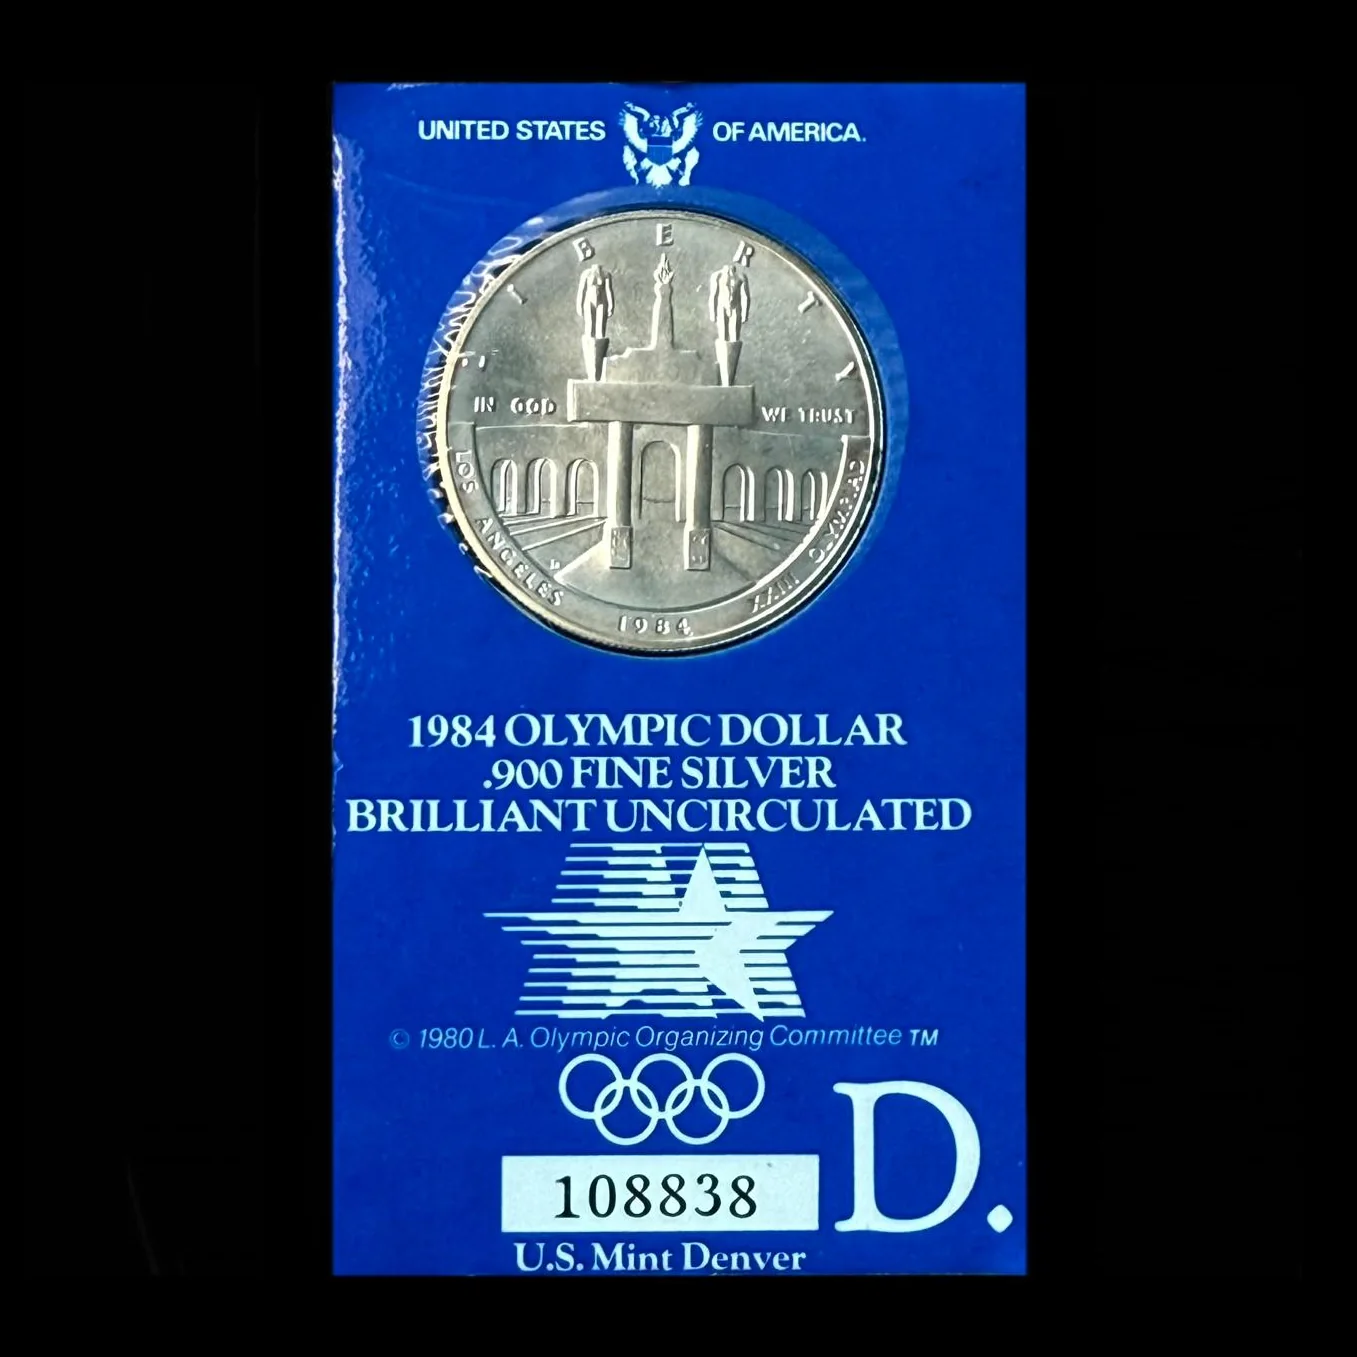 UNITED STATES OF AMERICA.
LIBERTY
IN GOD WE TRUST
LOS ANGELES XXIII OLYMPIAD
D
1984
1984 OLYMPIC DOLLAR
.900 FINE SILVER
BRILLIANT UNCIRCULATED
© 1980 L. A. Olympic Organizing Committee TM
D.
108838
U.S. Mint Denver